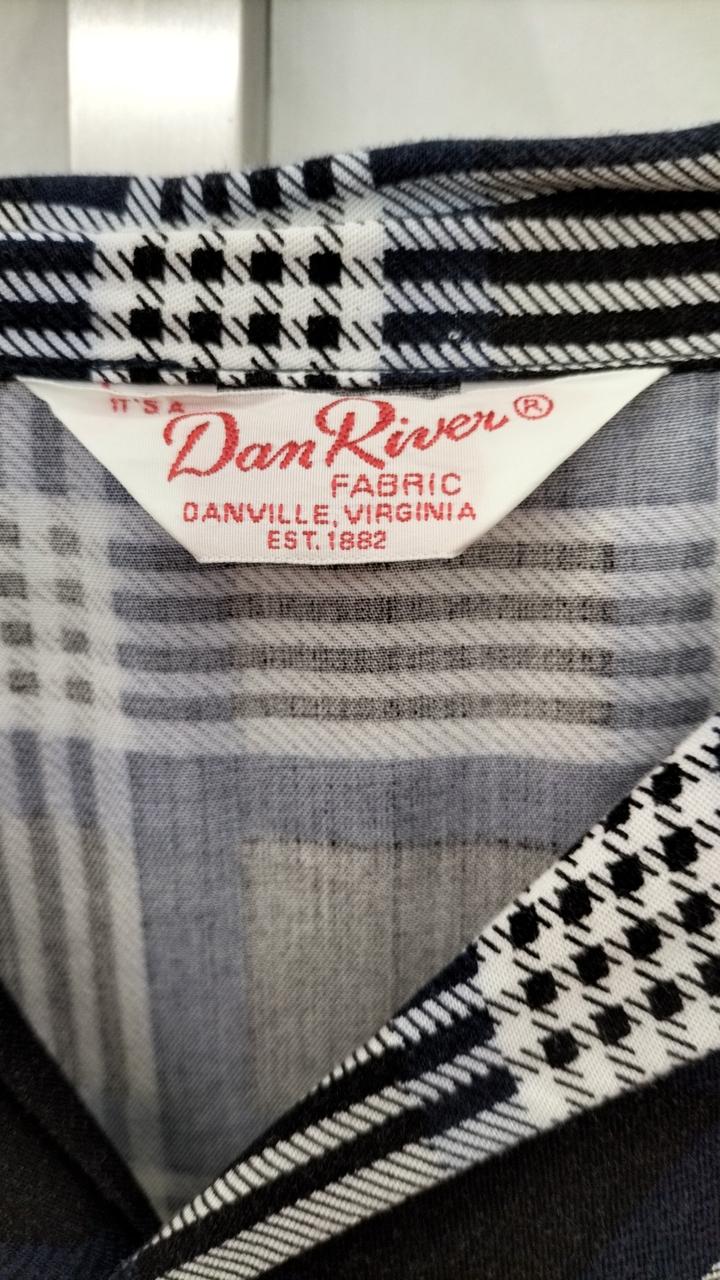 IT'S A
Dan River®
FABRIC
DANVILLE, VIRGINIA
EST. 1882